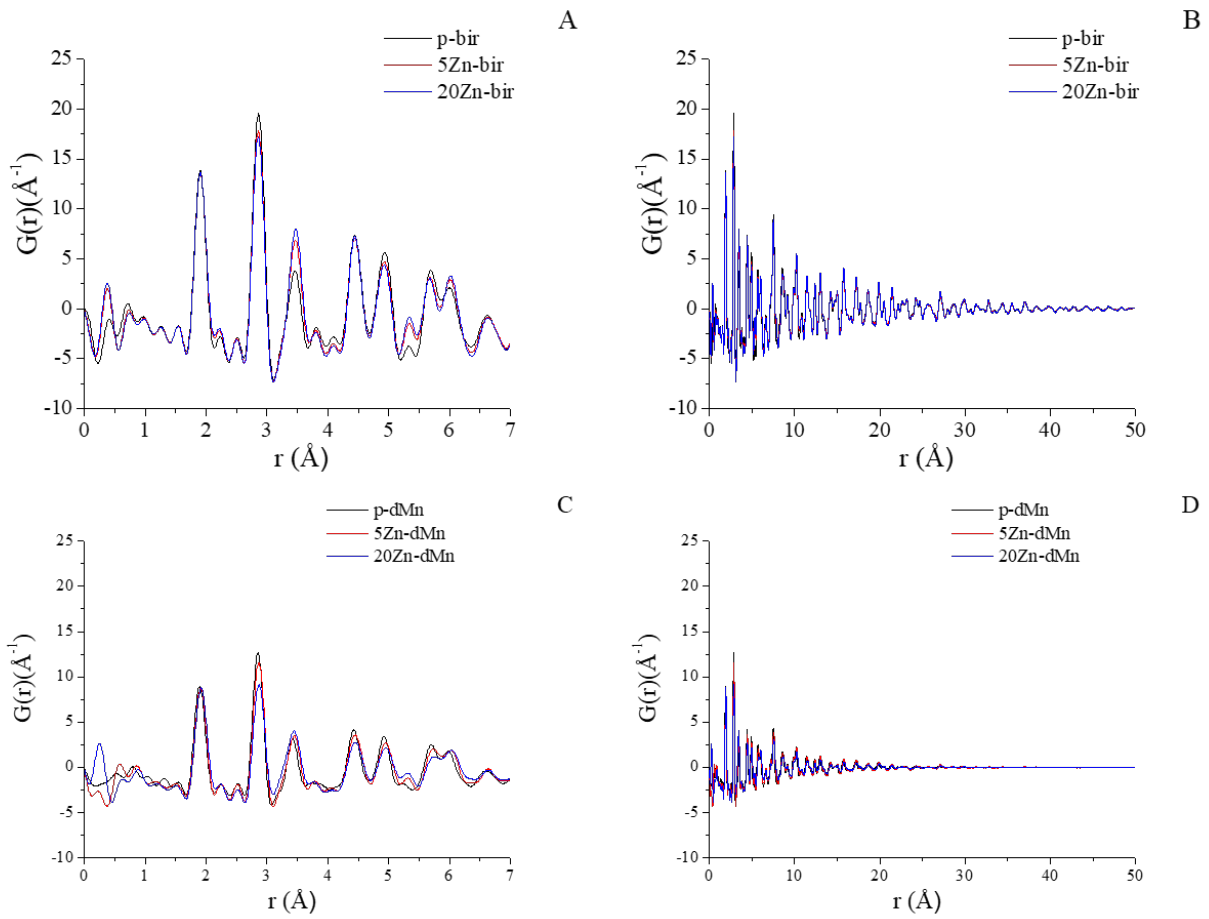 A
p-bir
5Zn-bir
20Zn-bir
25
20
15
10
5
0
-5
-10
G(r)(Å⁻¹)
0 1 2 3 4 5 6 7
r (Å)
B
p-bir
5Zn-bir
20Zn-bir
25
20
15
10
5
0
-5
-10
G(r)(Å⁻¹)
0 10 20 30 40 50
r (Å)
C
p-dMn
5Zn-dMn
20Zn-dMn
25
20
15
10
5
0
-5
-10
G(r)(Å⁻¹)
0 1 2 3 4 5 6 7
r (Å)
D
p-dMn
5Zn-dMn
20Zn-dMn
25
20
15
10
5
0
-5
-10
G(r)(Å⁻¹)
0 10 20 30 40 50
r (Å)